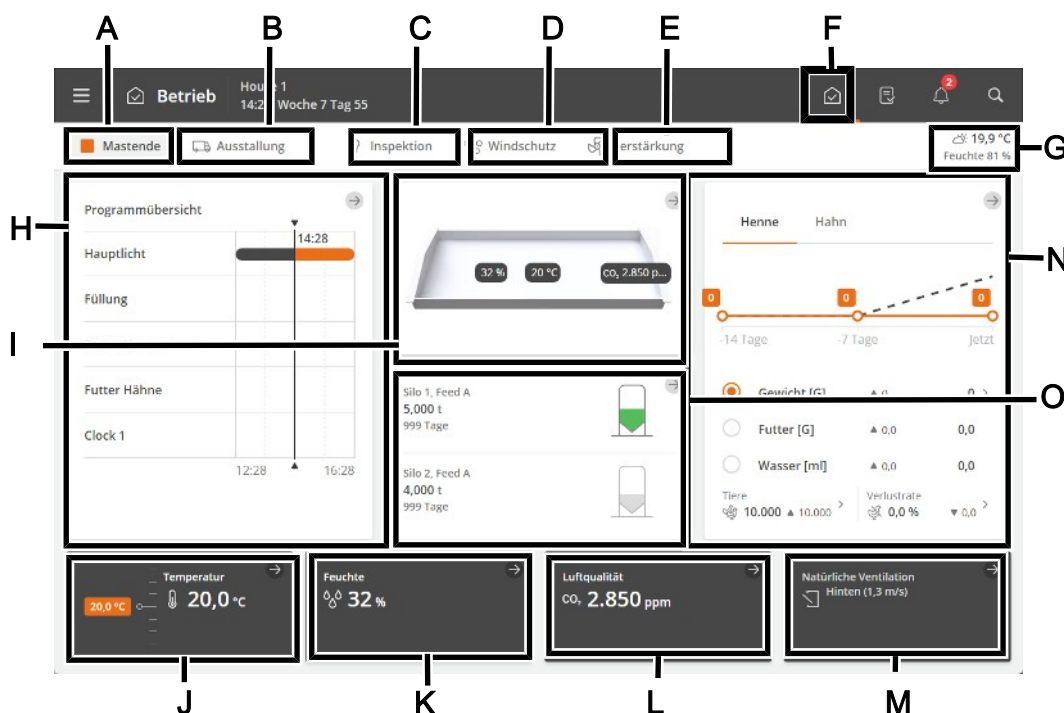 A B C D E F
Betrieb
House 1
14:28 Woche 7 Tag 55
2
Mastende
Ausstallung
Inspektion
Windschutz
erstärkung
19,9 °C
Feuchte 81 %
G
H
Programmübersicht
14:28
Hauptlicht
Füllung
Futter Hähne
Clock 1
12:28 16:28
32 %
20 °C
CO₂ 2.850 p...
I
Silo 1, Feed A
5,000 t
999 Tage
Silo 2, Feed A
4,000 t
999 Tage
Henne Hahn
N
0 0 0
-14 Tage -7 Tage Jetzt
Gewicht [G] ▲ 0 0 >
O
Futter [G] ▲ 0,0 0,0
Wasser [ml] ▲ 0,0 0,0
Tiere
10.000 ▲ 10.000 >
Verlustrate
0,0 % ▼ 0,0 >
Temperatur
20,0 °C
20,0 °C
Feuchte
32 %
Luftqualität
CO₂ 2.850 ppm
Natürliche Ventilation
Hinten (1,3 m/s)
J K L M